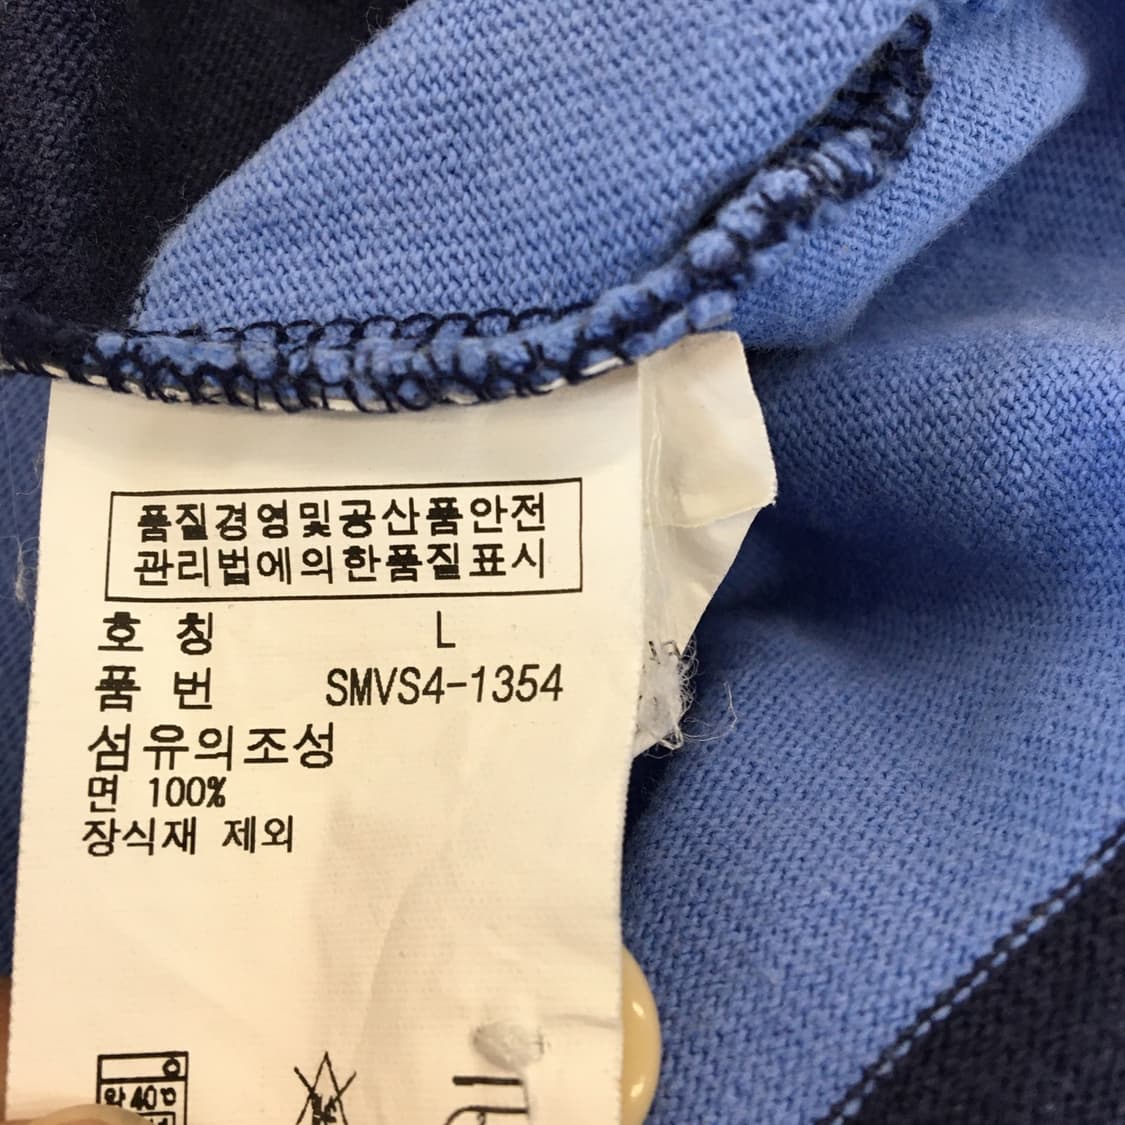 품질경영및공산품안전
관리법에의한품질표시
호 칭 L
품 번 SMVS4-1354
섬유의조성
면 100%
장식재 제외
약 40℃